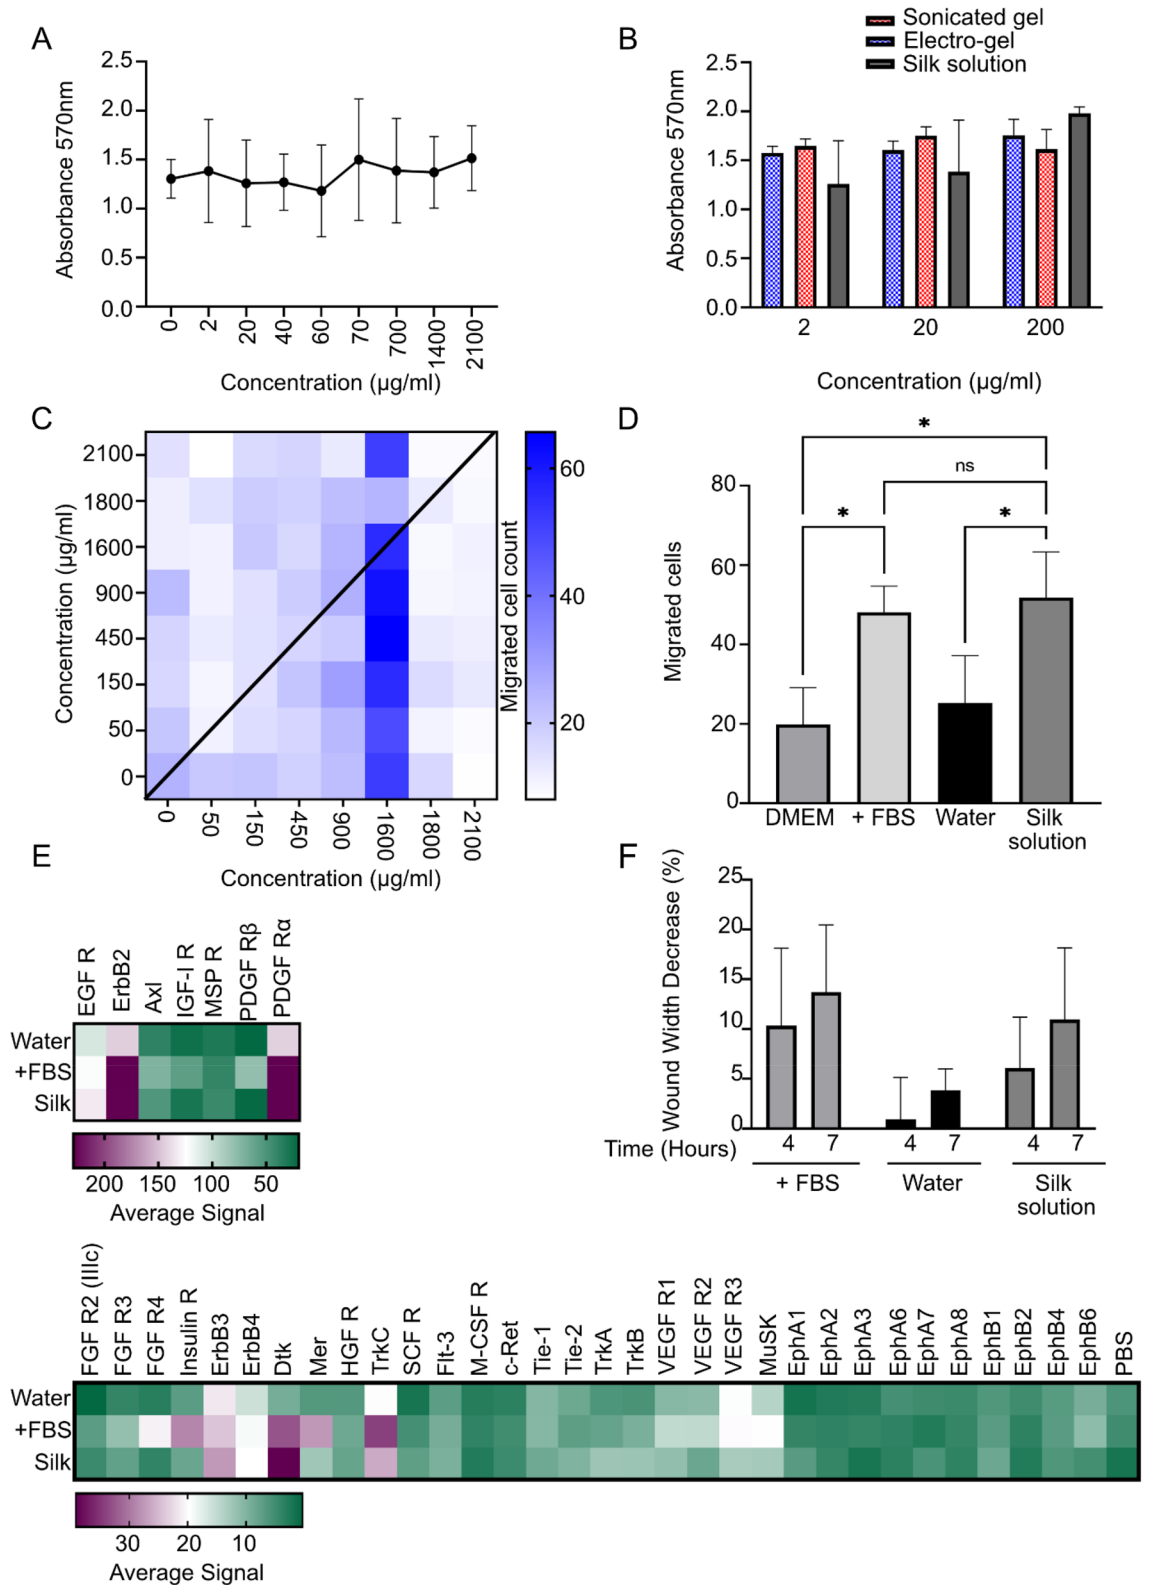 A
Absorbance 570nm
2.5
2.0
1.5
1.0
0.5
0.0
0
2
20
40
60
70
700
1400
2100
Concentration (µg/ml)
B
Sonicated gel
Electro-gel
Silk solution
Absorbance 570nm
2.5
2.0
1.5
1.0
0.5
0.0
2
20
200
Concentration (µg/ml)
C
Concentration (µg/ml)
2100
1800
1600
900
450
150
50
0
0
50
150
450
900
1600
1800
2100
Concentration (µg/ml)
Migrated cell count
60
40
20
D
*
ns
*
*
Migrated cells
80
60
40
20
0
DMEM
+ FBS
Water
Silk
solution
E
EGF R
ErbB2
Axl
IGF-I R
MSP R
PDGF Rβ
PDGF Rα
Water
+FBS
Silk
200
150
100
50
Average Signal
F
Wound Width Decrease (%)
25
20
15
10
5
0
Time (Hours)
4
7
4
7
4
7
+ FBS
Water
Silk
solution
FGF R2 (IIIc)
FGF R3
FGF R4
Insulin R
ErbB3
ErbB4
Dtk
Mer
HGF R
TrkC
SCF R
Flt-3
M-CSF R
c-Ret
Tie-1
Tie-2
TrkA
TrkB
VEGF R1
VEGF R2
VEGF R3
MuSK
EphA1
EphA2
EphA3
EphA6
EphA7
EphA8
EphB1
EphB2
EphB4
EphB6
PBS
Water
+FBS
Silk
30
20
10
Average Signal